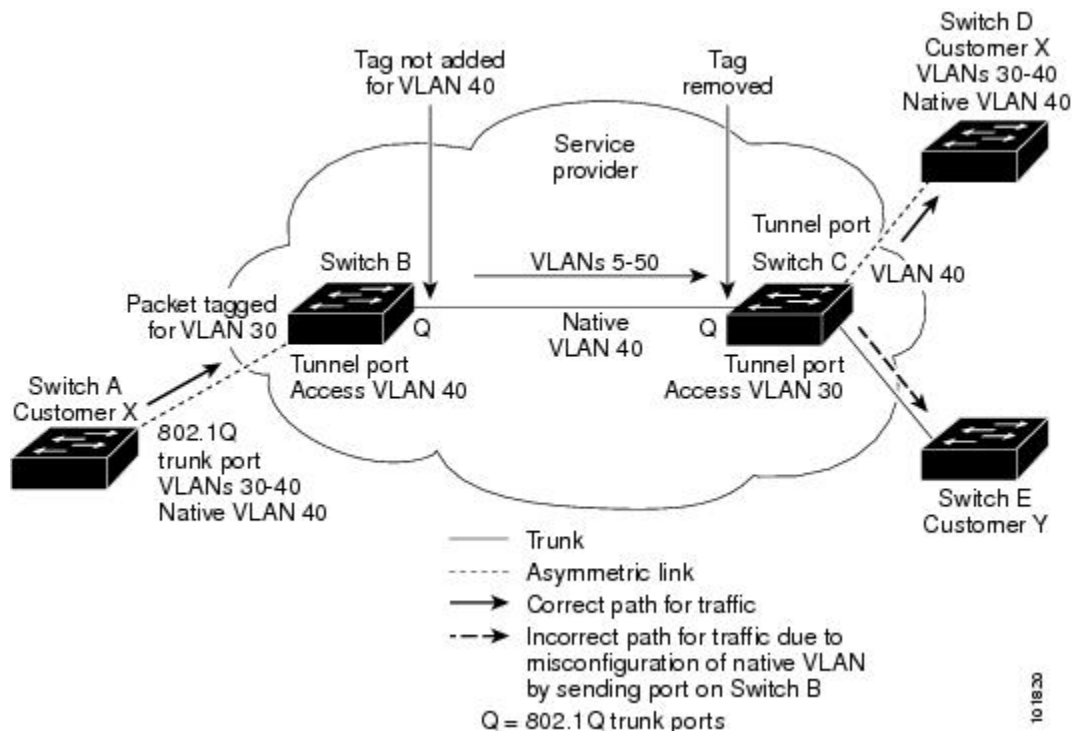 Tag not added
for VLAN 40
Tag
removed
Switch D
Customer X
VLANs 30-40
Native VLAN 40
Service
provider
Tunnel port
Switch B
VLANs 5-50
Switch C
VLAN 40
Packet tagged
for VLAN 30
Q
Native
VLAN 40
Q
Tunnel port
Access VLAN 40
Tunnel port
Access VLAN 30
Switch A
Customer X
802.1Q
trunk port
VLANs 30-40
Native VLAN 40
Switch E
Customer Y
Trunk
Asymmetric link
Correct path for traffic
Incorrect path for traffic due to
misconfiguration of native VLAN
by sending port on Switch B
Q = 802.1Q trunk ports
101820